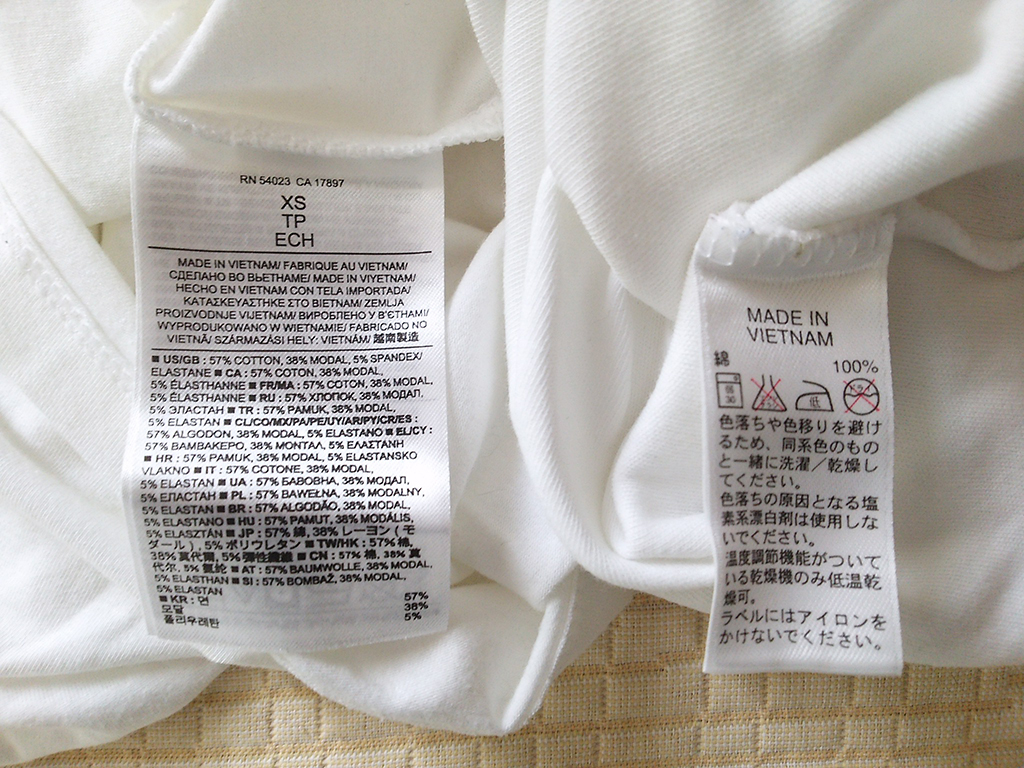 RN 54023 CA 17897
XS
TP
ECH
MADE IN VIETNAM/ FABRIQUE AU VIETNAM/
СДЕЛАНО ВО ВЬЕТНАМЕ/ MADE IN VIYETNAM/
HECHO EN VIETNAM CON TELA IMPORTADA/
ΚΑΤΑΣΚΕΥΑΣΤΗΚΕ ΣΤΟ ΒΙΕΤΝΑΜ/ ZEMLJA
PROIZVODNJE VIJETNAM/ ВИРОБЛЕНО У В'ЄТНАМІ/
WYPRODUKOWANO W WIETNAMIE/ FABRICADO NO
VIETNÃ/ SZÁRMAZÁSI HELY: VIETNÁM/ 越南製造
■ US/GB : 57% COTTON, 38% MODAL, 5% SPANDEX/
ELASTANE ■ CA : 57% COTON, 38% MODAL,
5% ÉLASTHANNE ■ FR/MA : 57% COTON, 38% MODAL,
5% ÉLASTHANNE ■ RU : 57% ХЛОПОК, 38% МОДАЛ,
5% ЭЛАСТАН ■ TR : 57% PAMUK, 38% MODAL,
5% ELASTAN ■ CL/CO/MX/PA/PE/UY/AR/PY/CR/ES :
57% ALGODON, 38% MODAL, 5% ELASTANO ■ EL/CY :
57% ΒΑΜΒΑΚΕΡΟ, 38% ΜΟΝΤΑΛ, 5% ΕΛΑΣΤΑΝΗ
■ HR : 57% PAMUK, 38% MODAL, 5% ELASTANSKO
VLAKNO ■ IT : 57% COTONE, 38% MODAL,
5% ELASTAN ■ UA : 57% БАВОВНА, 38% МОДАЛ,
5% ЕЛАСТАН ■ PL : 57% BAWEŁNA, 38% MODALNY,
5% ELASTAN ■ BR : 57% ALGODÃO, 38% MODAL,
5% ELASTANO ■ HU : 57% PAMUT, 38% MODÁLIS,
5% ELASZTÁN ■ JP : 57% 綿, 38% レーヨン ( モ
ダール ) , 5% ポリウレタン ■ TW/HK : 57% 棉,
38% 莫代爾, 5% 彈性纖維 ■ CN : 57% 棉, 38% 莫
代尔, 5% 氨纶 ■ AT : 57% BAUMWOLLE, 38% MODAL,
5% ELASTHAN ■ SI : 57% BOMBAŽ, 38% MODAL,
5% ELASTAN
■ KR : 면 57%
모달 38%
폴리우레탄 5%
MADE IN
VIETNAM
綿 100%
低
色落ちや色移りを避け
るため、同系色のもの
と一緒に洗濯／乾燥し
てください。
色落ちの原因となる塩
素系漂白剤は使用しな
いでください。
温度調節機能がついて
いる乾燥機のみ低温乾
燥可。
ラベルにはアイロンを
かけないでください。